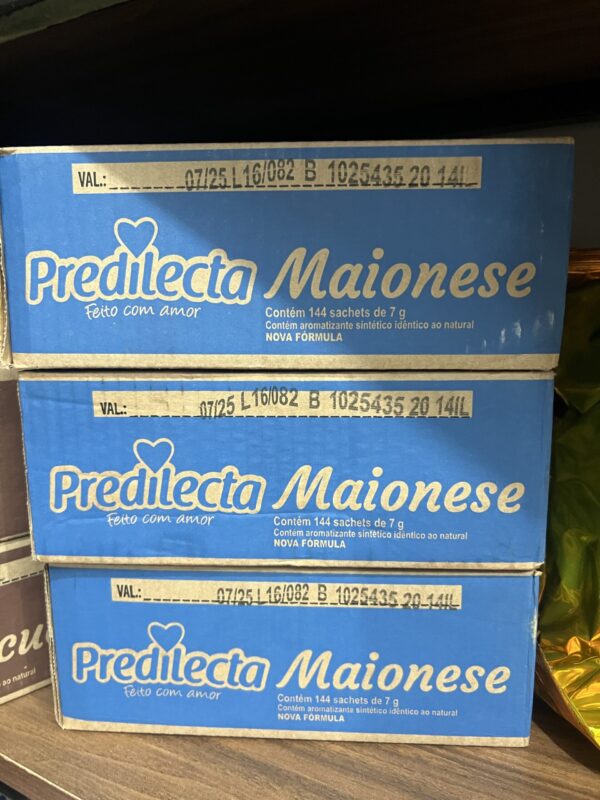 VAL.: 07/25 L16/082 B 1025435 20 14IL
Predilecta Maionese
Feito com amor
Contém 144 sachets de 7 g
Contém aromatizante sintético idêntico ao natural
NOVA FÓRMULA
VAL.: 07/25 L16/082 B 1025435 20 14IL
Predilecta Maionese
Feito com amor
Contém 144 sachets de 7 g
Contém aromatizante sintético idêntico ao natural
NOVA FÓRMULA
VAL.: 07/25 L16/082 B 1025435 20 14IL
Predilecta Maionese
Feito com amor
Contém 144 sachets de 7 g
Contém aromatizante sintético idêntico ao natural
NOVA FÓRMULA
ao natural